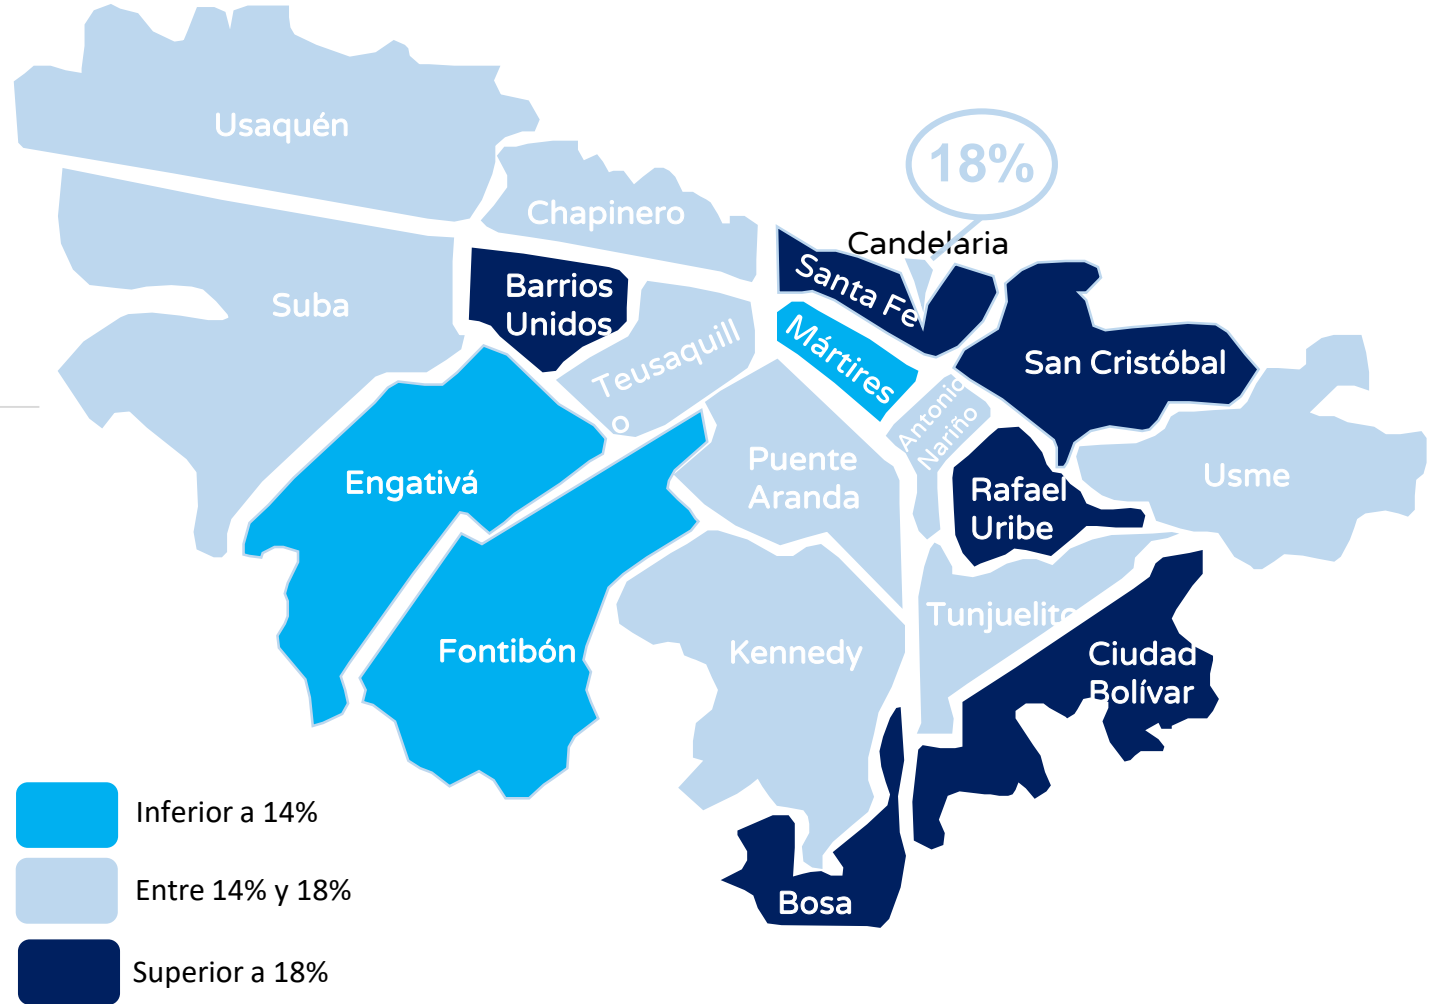 Usaquén
18%
Chapinero
Candelaria
Suba
Barrios
Unidos
Santa Fe
Teusaquill
o
Mártires
San Cristóbal
Antonio
Nariño
Engativá
Puente
Aranda
Rafael
Uribe
Usme
Fontibón
Kennedy
Tunjuelito
Ciudad
Bolívar
Bosa
Inferior a 14%
Entre 14% y 18%
Superior a 18%